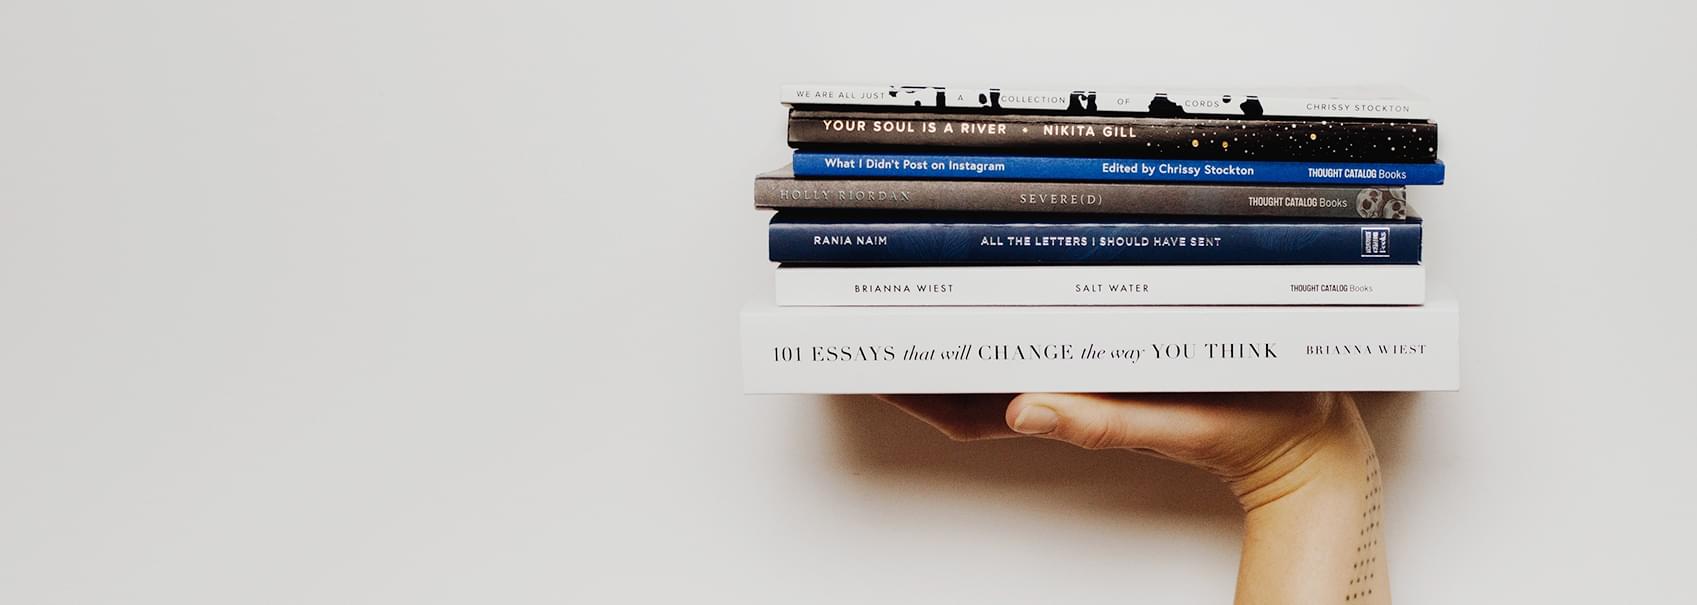 WE ARE ALL JUST A COLLECTION OF CORDS CHRISSY STOCKTON
YOUR SOUL IS A RIVER • NIKITA GILL
What I Didn't Post on Instagram Edited by Chrissy Stockton THOUGHT CATALOG Books
HOLLY RIORDAN SEVERE(D) THOUGHT CATALOG Books
RANIA NAIM ALL THE LETTERS I SHOULD HAVE SENT Books
BRIANNA WIEST SALT WATER THOUGHT CATALOG Books
101 ESSAYS that will CHANGE the way YOU THINK BRIANNA WIEST